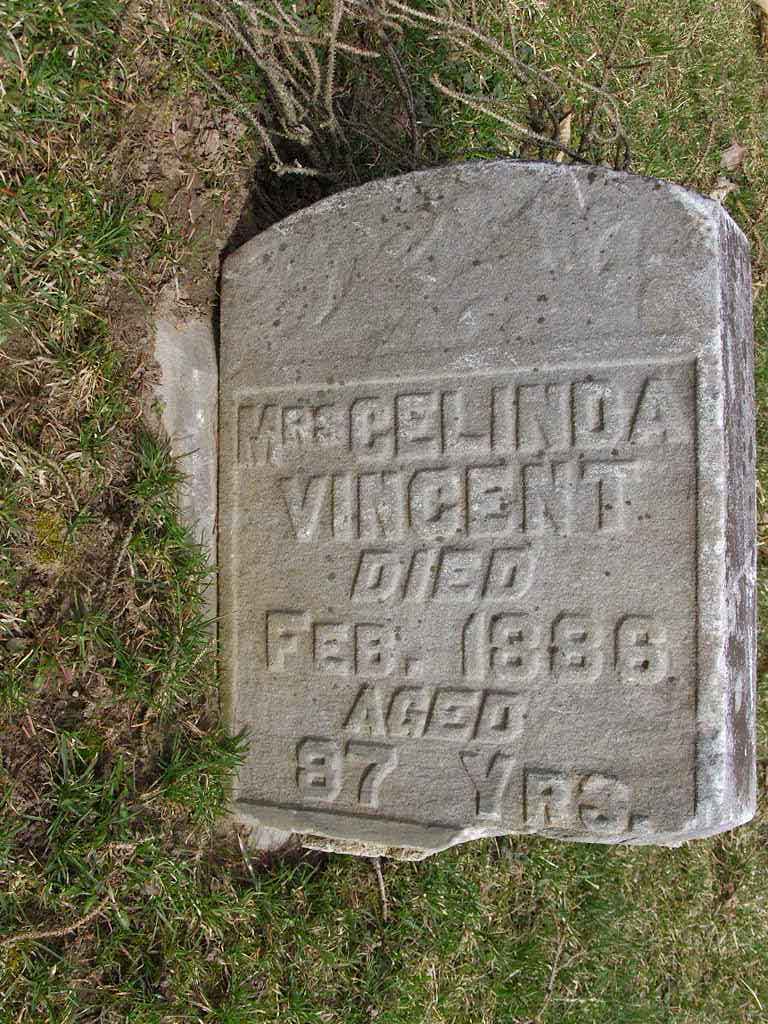 MRS CELINDA
VINCENT
DIED
FEB. 1886
AGED
87 YRS.